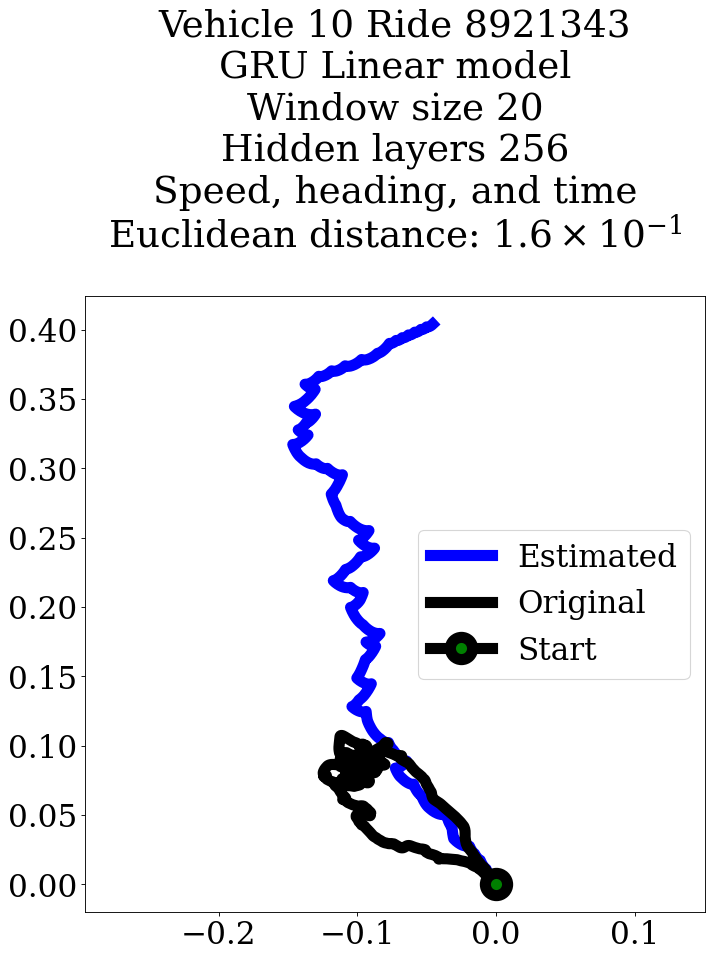 Vehicle 10 Ride 8921343
GRU Linear model
Window size 20
Hidden layers 256
Speed, heading, and time
Euclidean distance: 1.6 × 10⁻¹
0.40
0.35
0.30
0.25
0.20
0.15
0.10
0.05
0.00
Estimated
Original
Start
−0.2
−0.1
0.0
0.1